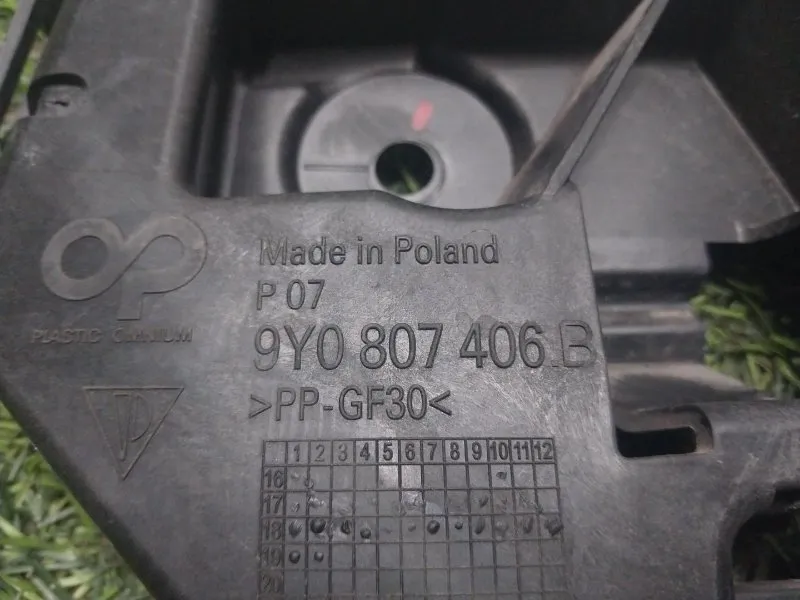 Made in Poland
P 07
PLASTIC OMNIUM
9Y0 807 406 B
>PP-GF30<
1 2 3 4 5 6 7 8 9 10 11 12
16
17
18
19
20